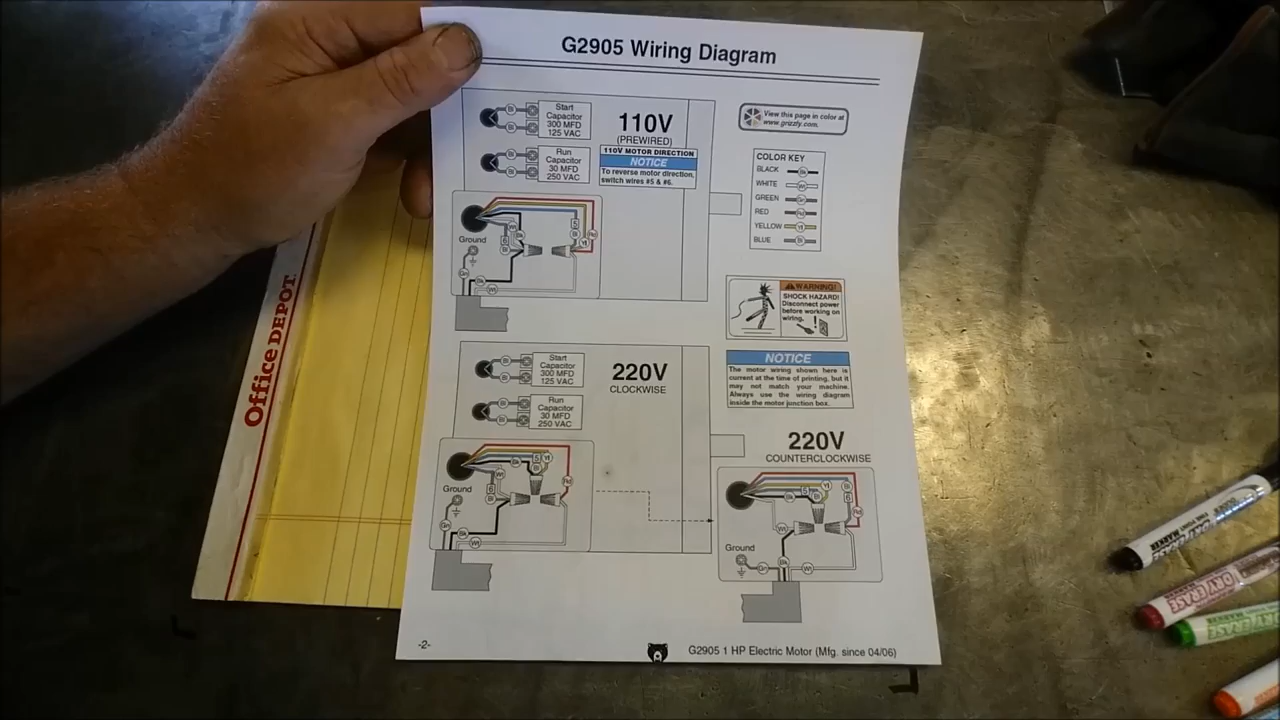 G2905 Wiring Diagram
Start
Capacitor
300 MFD
125 VAC
Run
Capacitor
30 MFD
250 VAC
110V
(PREWIRED)
110V MOTOR DIRECTION
NOTICE
To reverse motor direction,
switch wires #5 & #6.
Ground
View this page in color at
www.grizzly.com.
COLOR KEY
BLACK
WHITE
GREEN
RED
YELLOW
BLUE
WARNING!
SHOCK HAZARD!
Disconnect power
before working on
wiring.
Start
Capacitor
300 MFD
125 VAC
Run
Capacitor
30 MFD
250 VAC
220V
CLOCKWISE
NOTICE
The motor wiring shown here is
current at the time of printing, but it
may not match your machine.
Always use the wiring diagram
inside the motor junction box.
Ground
220V
COUNTERCLOCKWISE
Ground
-2-
G2905 1 HP Electric Motor (Mfg. since 04/06)
Office DEPOT
DRY ERASE